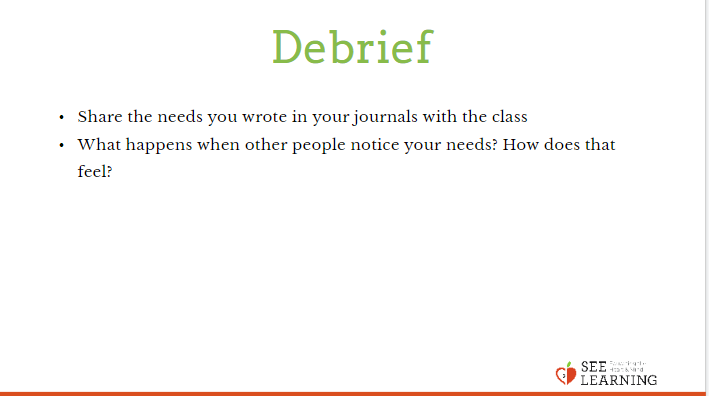 Debrief
• Share the needs you wrote in your journals with the class
• What happens when other people notice your needs? How does that
feel?
SEE
LEARNING